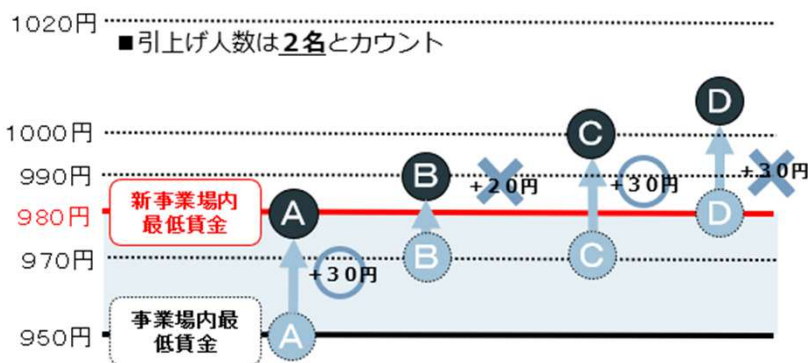 1020円
■引上げ人数は2名とカウント
D
1000円
C
990円
B
+20円
+30円
+30円
新事業場内
最低賃金
980円
A
D
970円
+30円
B
C
950円
事業場内最
低賃金
A